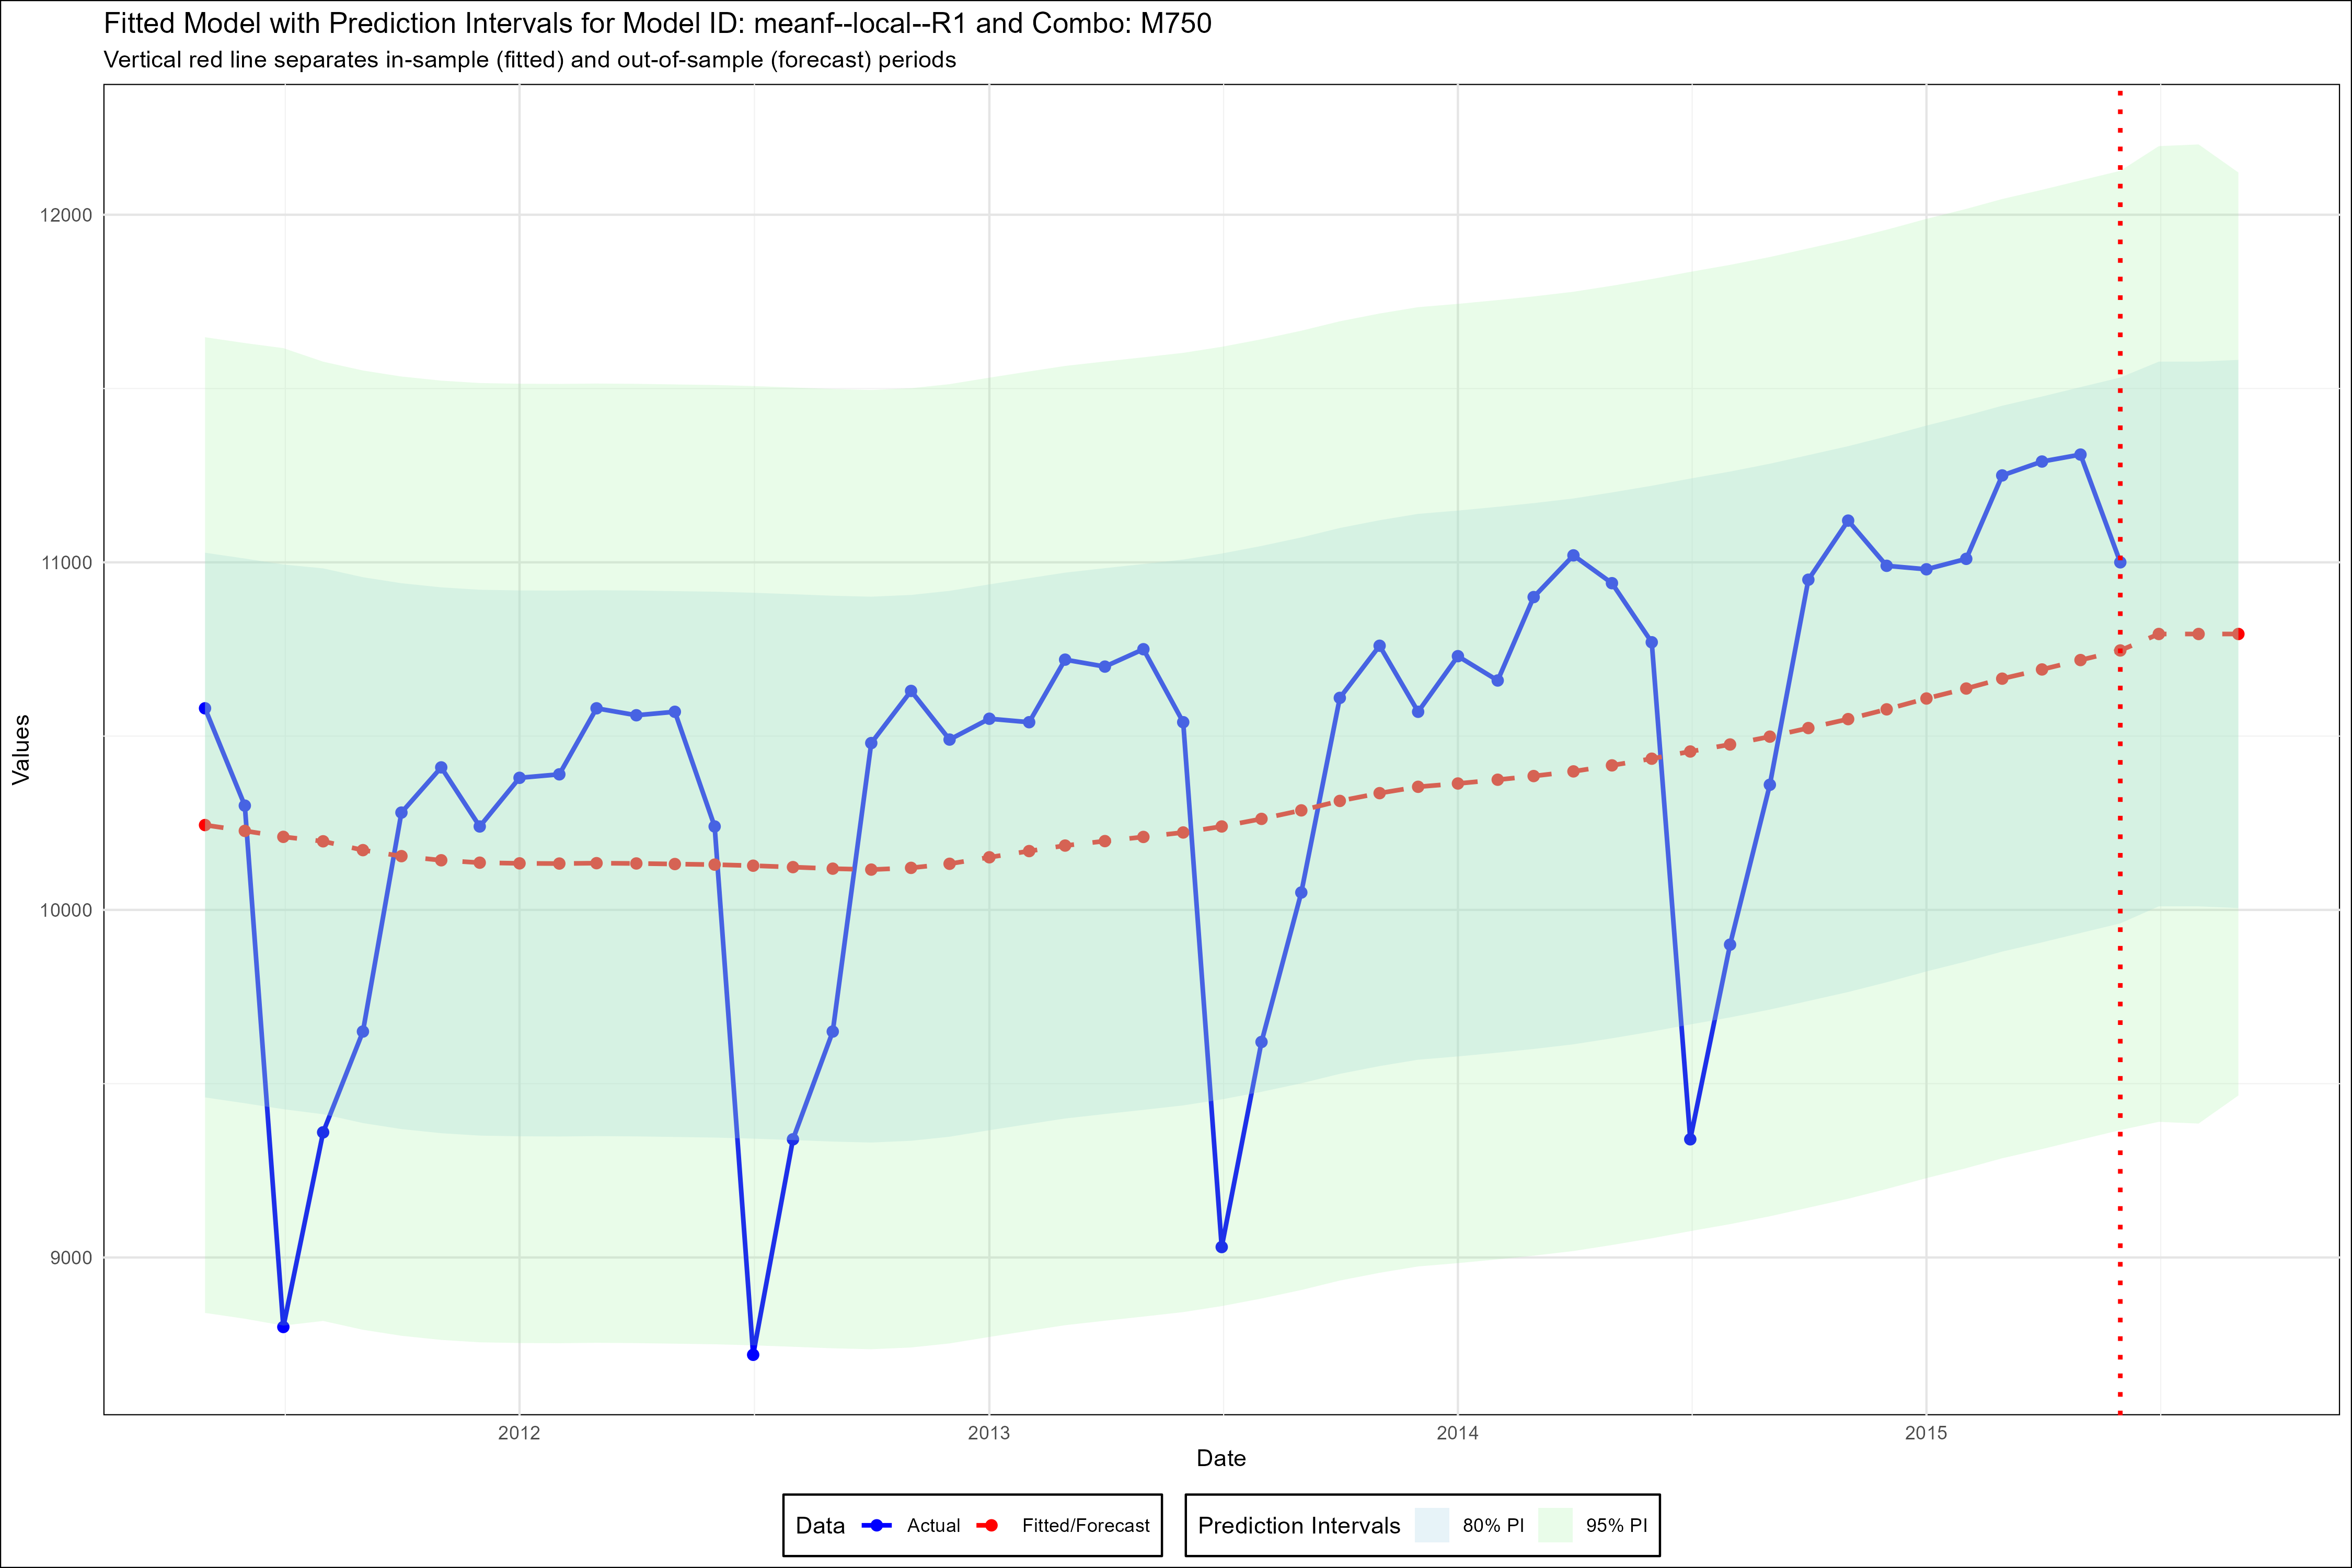 Fitted Model with Prediction Intervals for Model ID: meanf--local--R1 and Combo: M750
Vertical red line separates in-sample (fitted) and out-of-sample (forecast) periods
Values
12000
11000
10000
9000
2012 2013 2014 2015
Date
Data Actual Fitted/Forecast Prediction Intervals 80% PI 95% PI